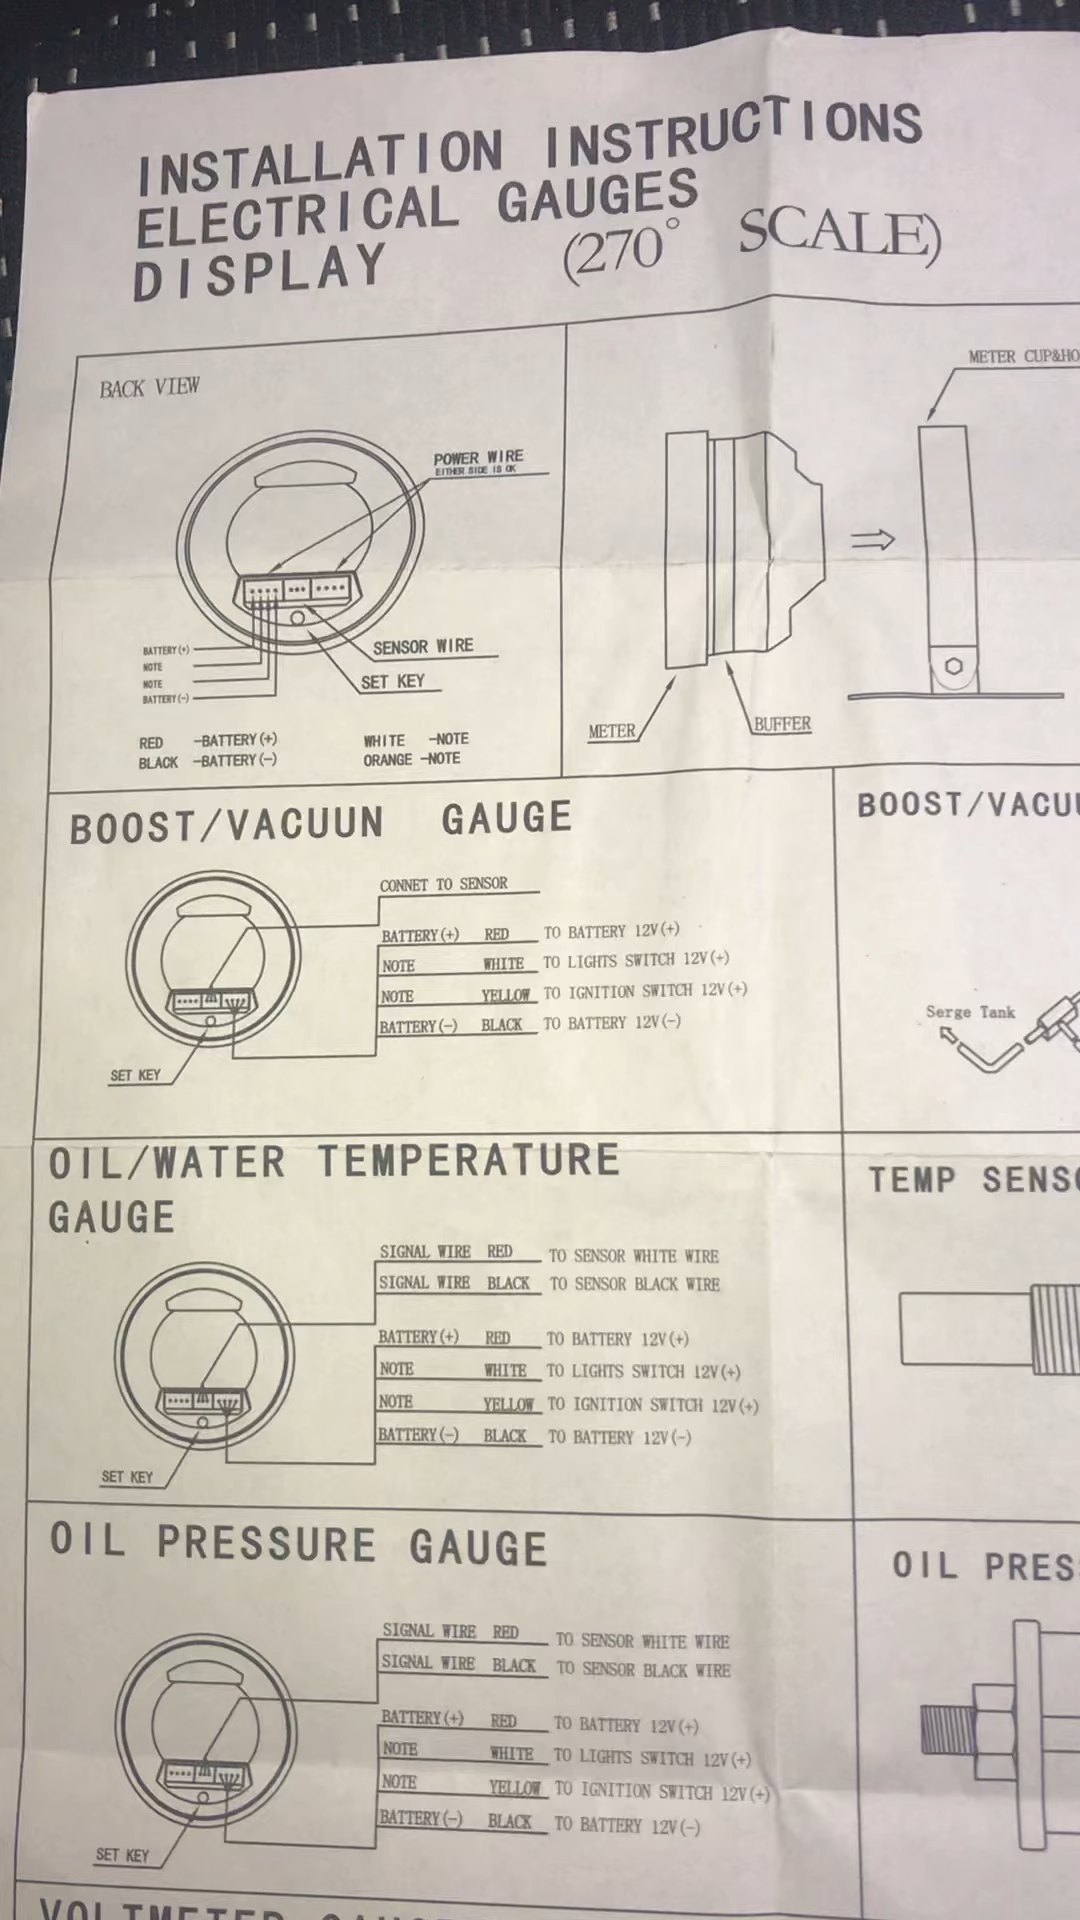 INSTALLATION INSTRUCTIONS
ELECTRICAL GAUGES
DISPLAY (270° SCALE)
BACK VIEW
POWER WIRE
EITHER SIDE IS OK
BATTERY(+)
NOTE
NOTE
BATTERY(-)
SENSOR WIRE
SET KEY
RED -BATTERY(+) WHITE -NOTE
BLACK -BATTERY(-) ORANGE -NOTE
METER CUP&HO
METER
BUFFER
BOOST/VACUUN GAUGE
CONNET TO SENSOR
BATTERY(+) RED TO BATTERY 12V(+)
NOTE WHITE TO LIGHTS SWITCH 12V(+)
NOTE YELLOW TO IGNITION SWITCH 12V(+)
BATTERY(-) BLACK TO BATTERY 12V(-)
SET KEY
BOOST/VACU
Serge Tank
OIL/WATER TEMPERATURE
GAUGE
SIGNAL WIRE RED TO SENSOR WHITE WIRE
SIGNAL WIRE BLACK TO SENSOR BLACK WIRE
BATTERY(+) RED TO BATTERY 12V(+)
NOTE WHITE TO LIGHTS SWITCH 12V(+)
NOTE YELLOW TO IGNITION SWITCH 12V(+)
BATTERY(-) BLACK TO BATTERY 12V(-)
SET KEY
TEMP SENS
OIL PRESSURE GAUGE
SIGNAL WIRE RED TO SENSOR WHITE WIRE
SIGNAL WIRE BLACK TO SENSOR BLACK WIRE
BATTERY(+) RED TO BATTERY 12V(+)
NOTE WHITE TO LIGHTS SWITCH 12V(+)
NOTE YELLOW TO IGNITION SWITCH 12V(+)
BATTERY(-) BLACK TO BATTERY 12V(-)
SET KEY
OIL PRES
VOLTMETER